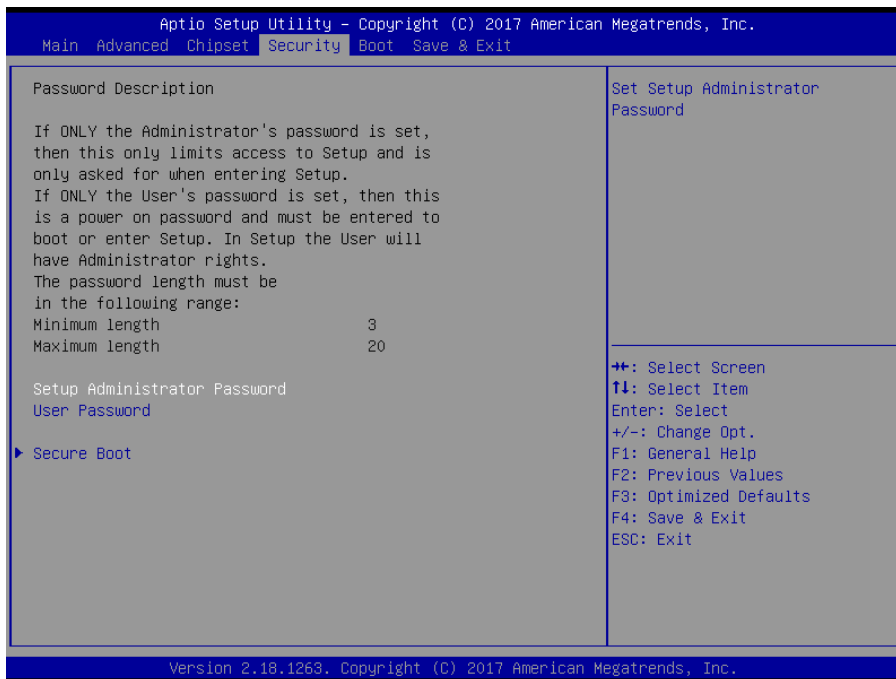 Aptio Setup Utility – Copyright (C) 2017 American Megatrends, Inc.
Main Advanced Chipset Security Boot Save & Exit
Password Description
If ONLY the Administrator's password is set,
then this only limits access to Setup and is
only asked for when entering Setup.
If ONLY the User's password is set, then this
is a power on password and must be entered to
boot or enter Setup. In Setup the User will
have Administrator rights.
The password length must be
in the following range:
Minimum length 3
Maximum length 20
Setup Administrator Password
User Password
Secure Boot
Set Setup Administrator
Password
→←: Select Screen
↑↓: Select Item
Enter: Select
+/-: Change Opt.
F1: General Help
F2: Previous Values
F3: Optimized Defaults
F4: Save & Exit
ESC: Exit
Version 2.18.1263. Copyright (C) 2017 American Megatrends, Inc.